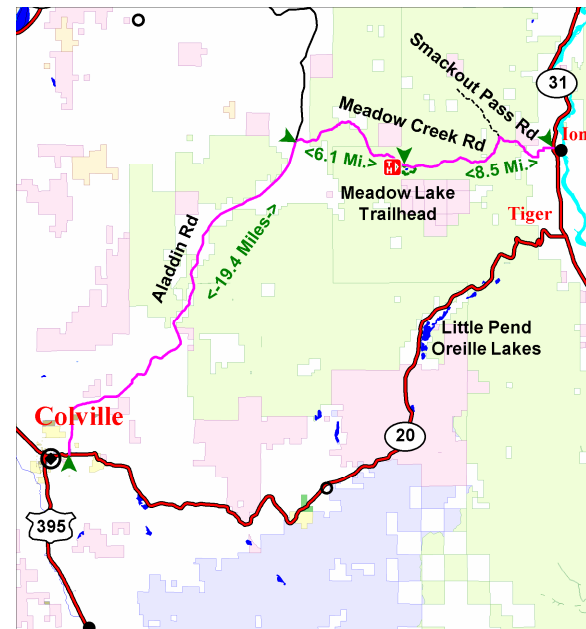 Smackout Pass Rd
31
Meadow Creek Rd
Ion
<6.1 Mi.>
H
<8.5 Mi.>
Meadow Lake
Trailhead
Tiger
Aladdin Rd
<-19.4 Miles->
Little Pend
Oreille Lakes
Colville
20
395